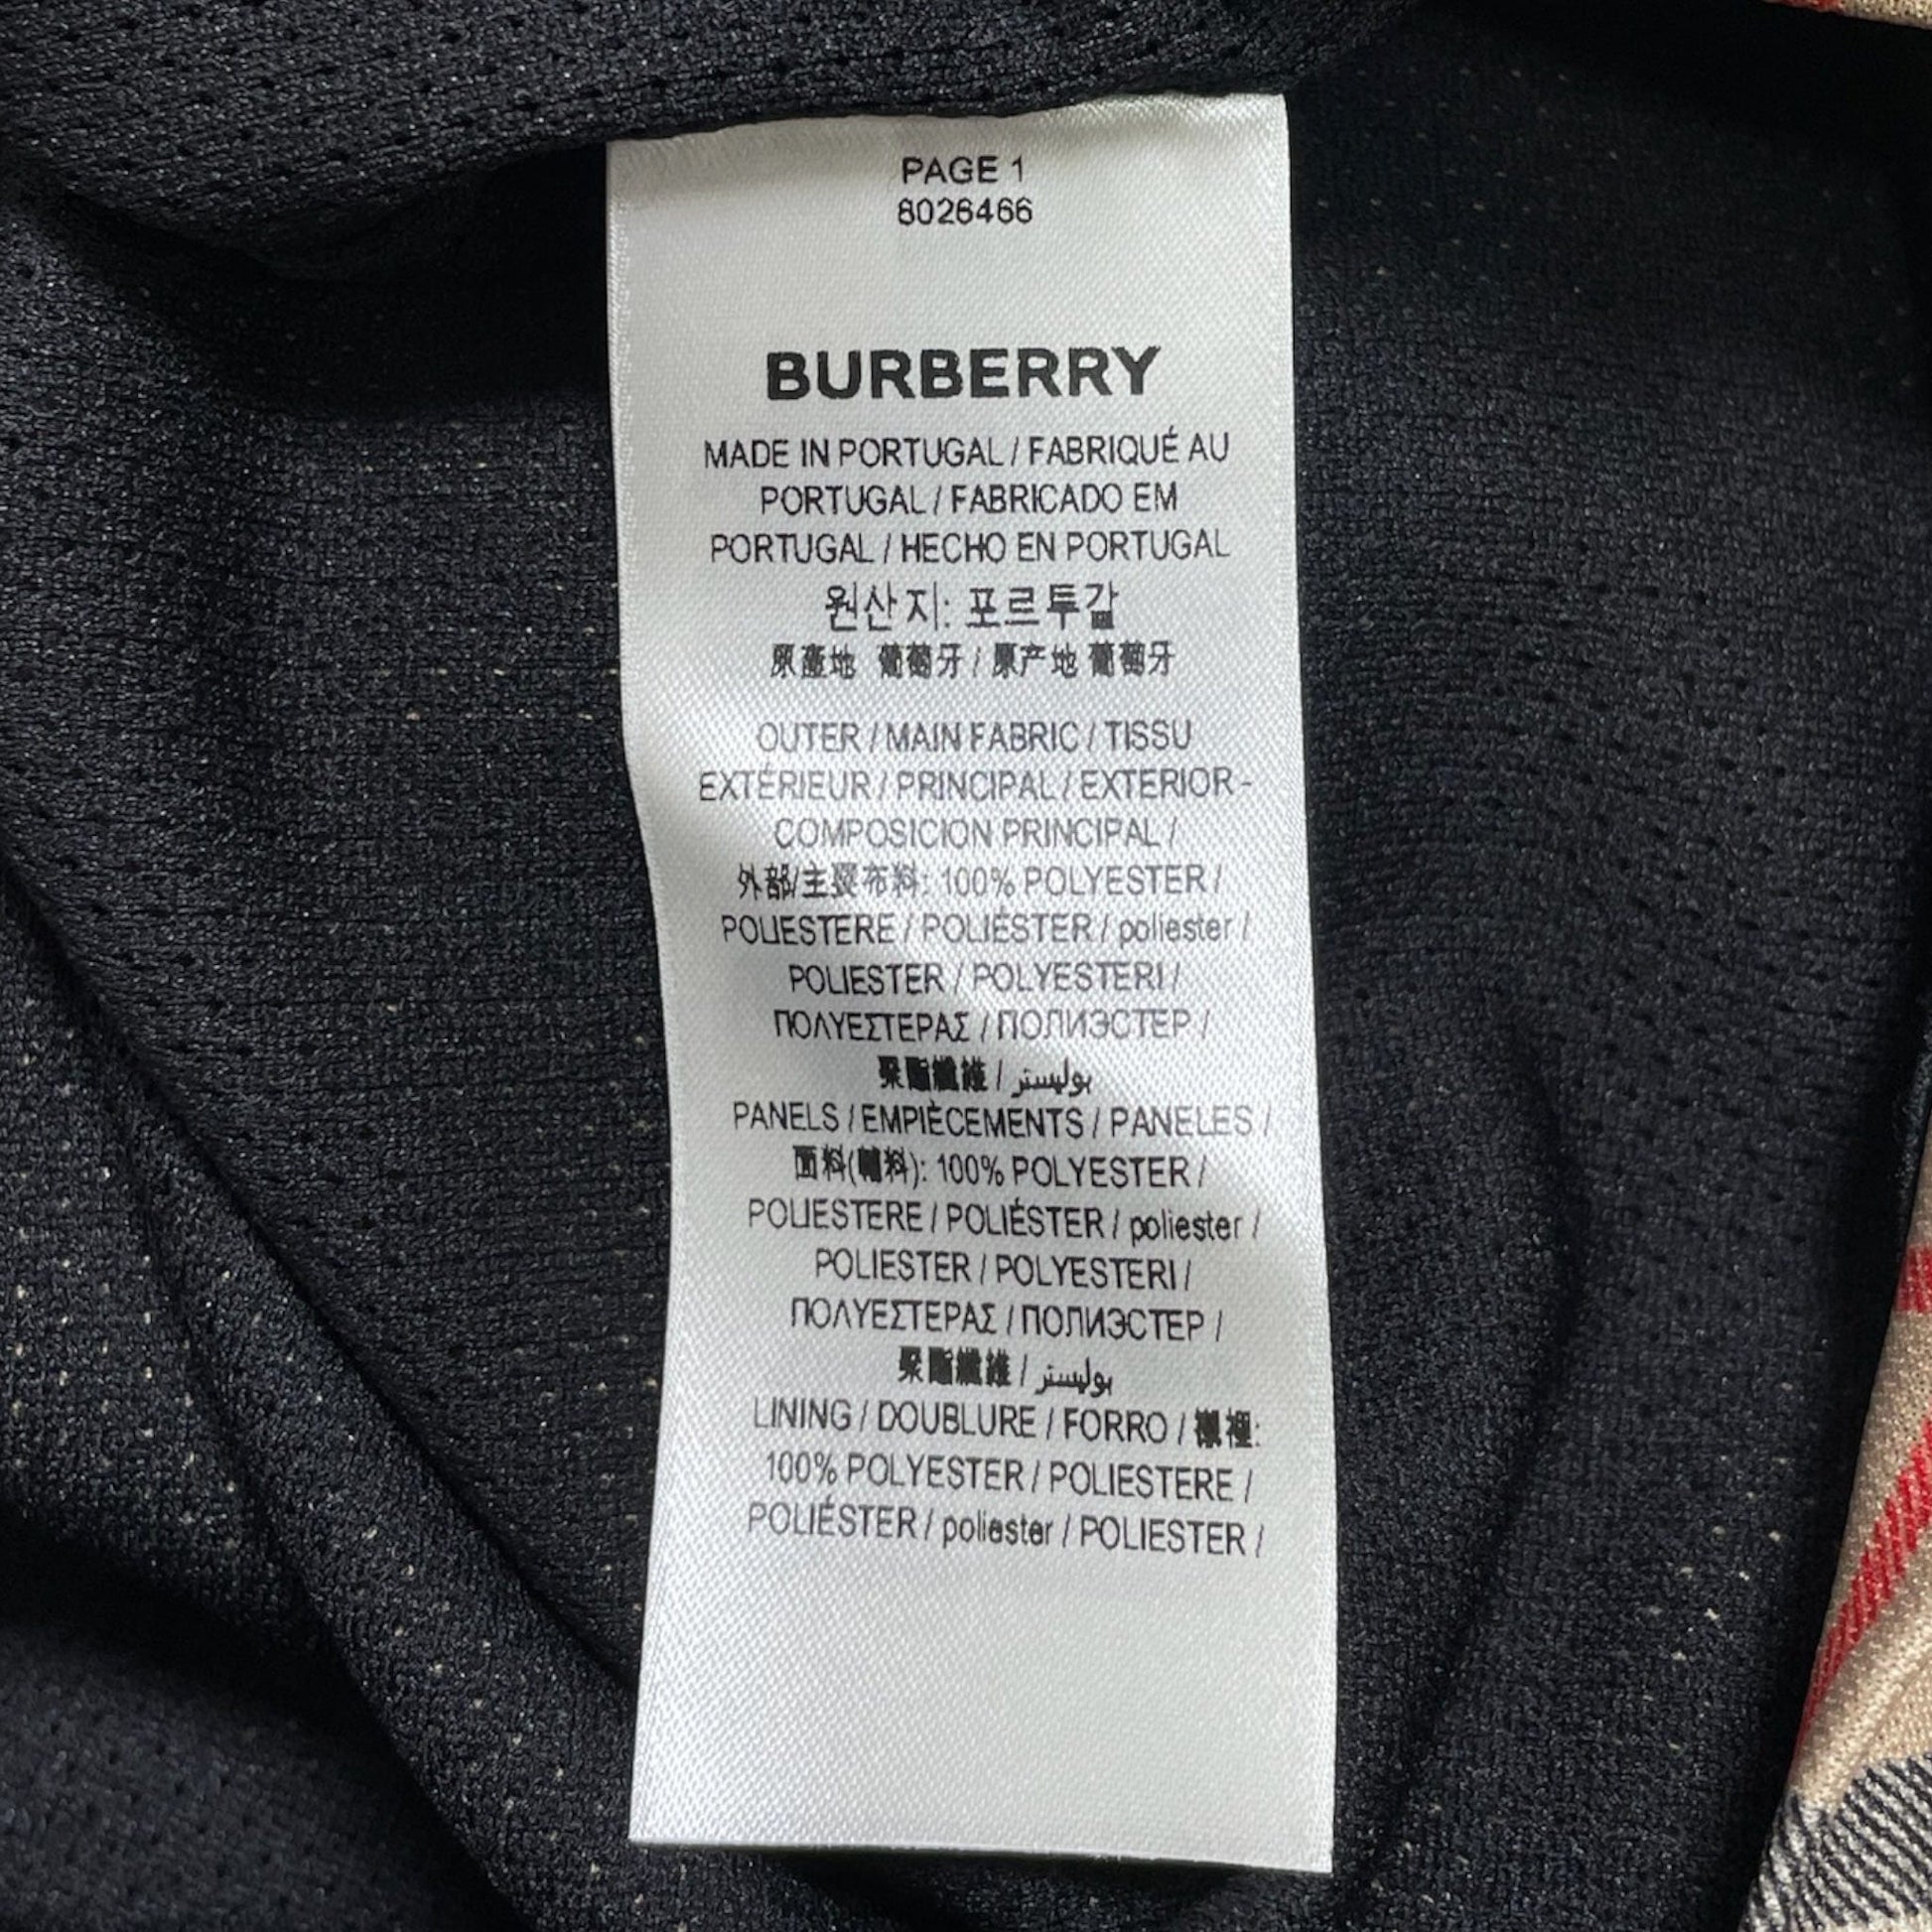 PAGE 1
8026466
BURBERRY
MADE IN PORTUGAL / FABRIQUÉ AU
PORTUGAL / FABRICADO EM
PORTUGAL / HECHO EN PORTUGAL
원산지: 포르투갈
原產地 葡萄牙 / 原产地 葡萄牙
OUTER / MAIN FABRIC / TISSU
EXTÉRIEUR / PRINCIPAL / EXTERIOR -
COMPOSICION PRINCIPAL /
外部/主要布料: 100% POLYESTER /
POLIESTERE / POLIÉSTER / poliester /
POLIESTER / POLYESTERI /
ΠΟΛΥΕΣΤΕΡΑΣ / ПОЛИЭСТЕР /
聚酯纖維 / بوليستر
PANELS / EMPIÈCEMENTS / PANELES /
面料(輔料): 100% POLYESTER /
POLIESTERE / POLIÉSTER / poliester /
POLIESTER / POLYESTERI /
ΠΟΛΥΕΣΤΕΡΑΣ / ПОЛИЭСТЕР /
聚酯纖維 / بوليستر
LINING / DOUBLURE / FORRO / 襯裡:
100% POLYESTER / POLIESTERE /
POLIÉSTER / poliester / POLIESTER /